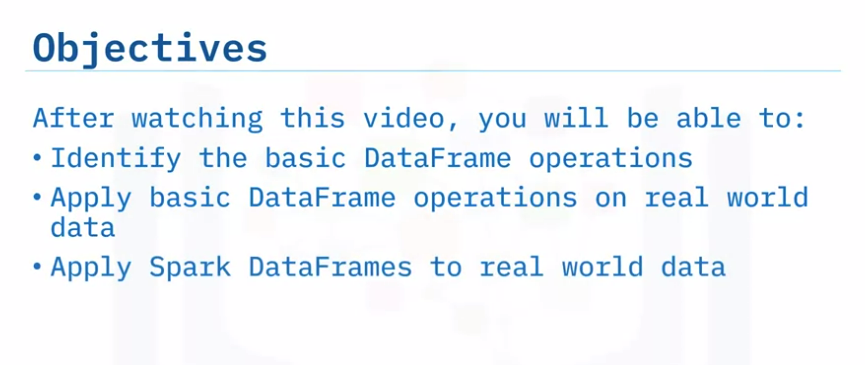 Objectives
After watching this video, you will be able to:
• Identify the basic DataFrame operations
• Apply basic DataFrame operations on real world
data
• Apply Spark DataFrames to real world data